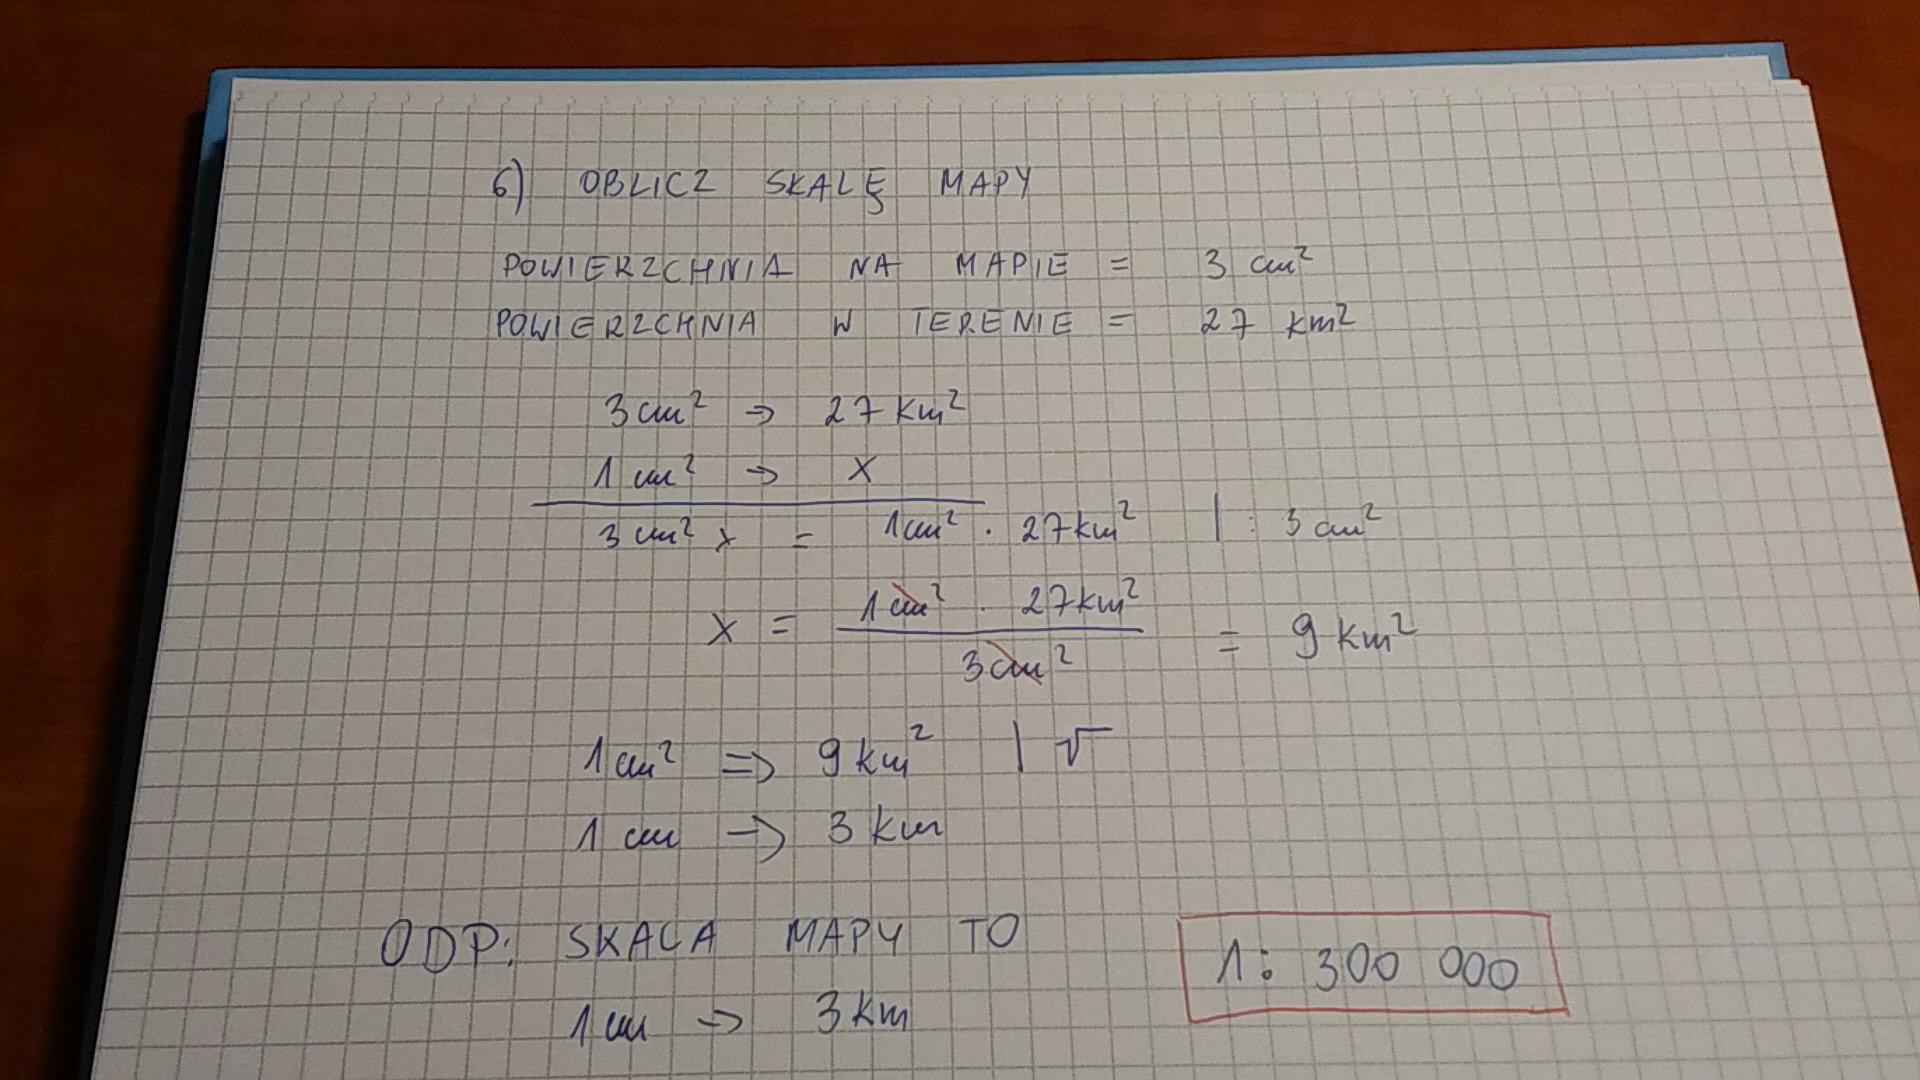 6) OBLICZ SKALĘ MAPY
POWIERZCHNIA NA MAPIE = 3 cm²
POWIERZCHNIA W TERENIE = 27 km²
3 cm² → 27 km²
1 cm² → x
3 cm² x = 1 cm² · 27 km² | : 3 cm²
x = 1 cm² · 27 km² / 3 cm² = 9 km²
1 cm² ⇒ 9 km² | √
1 cm → 3 km
ODP: SKALA MAPY TO
1 : 300 000
1 cm → 3 km